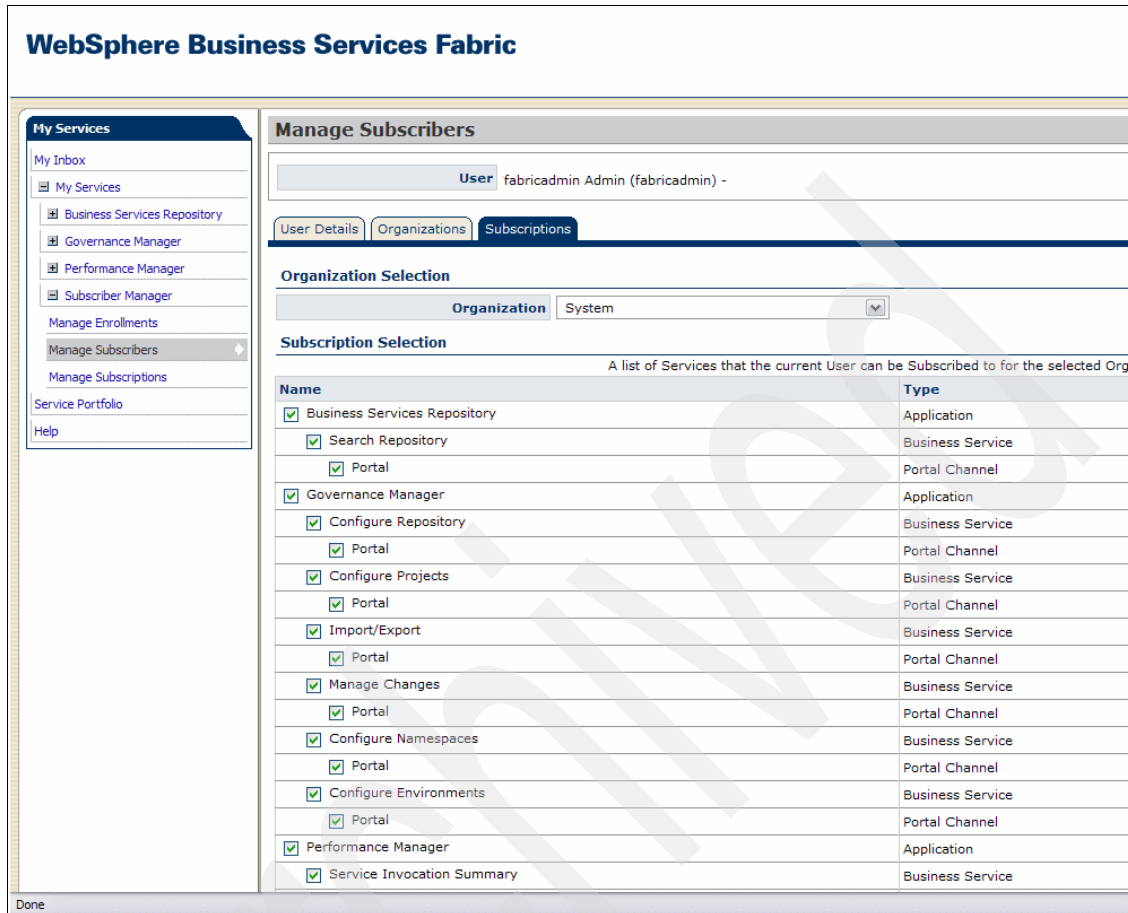 WebSphere Business Services Fabric
My Services
My Inbox
My Services
Business Services Repository
Governance Manager
Performance Manager
Subscriber Manager
Manage Enrollments
Manage Subscribers
Manage Subscriptions
Service Portfolio
Help
Manage Subscribers
User fabricadmin Admin (fabricadmin) -
User Details Organizations Subscriptions
Organization Selection
Organization System
Subscription Selection
A list of Services that the current User can be Subscribed to for the selected Org
Name Type
Business Services Repository Application
Search Repository Business Service
Portal Portal Channel
Governance Manager Application
Configure Repository Business Service
Portal Portal Channel
Configure Projects Business Service
Portal Portal Channel
Import/Export Business Service
Portal Portal Channel
Manage Changes Business Service
Portal Portal Channel
Configure Namespaces Business Service
Portal Portal Channel
Configure Environments Business Service
Portal Portal Channel
Performance Manager Application
Service Invocation Summary Business Service
Done
hived